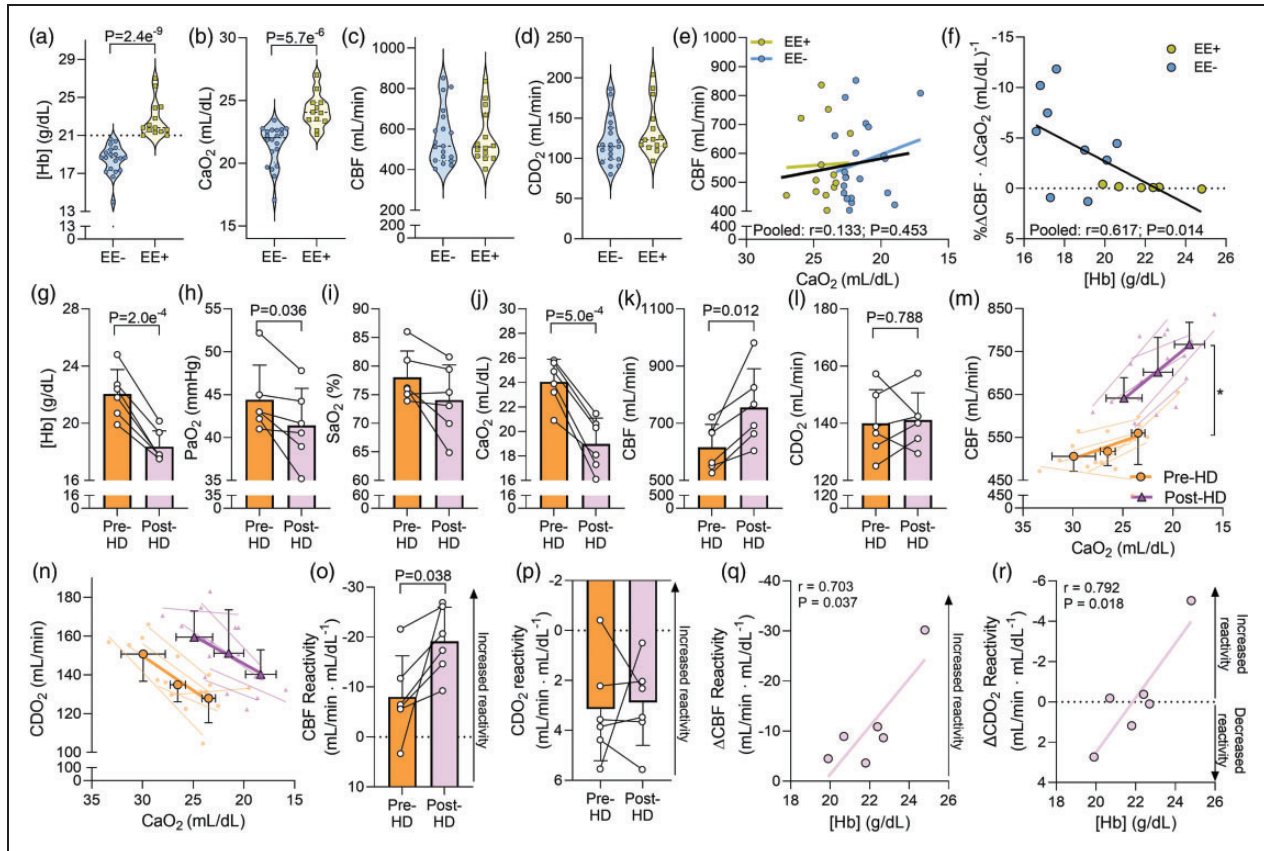 (a)
P=2.4e-9
[Hb] (g/dL)
29
25
21
17
13
3
0
EE-
EE+
(b)
P=5.7e-6
CaO2 (mL/dL)
30
25
20
15
EE-
EE+
(c)
CBF (mL/min)
1000
800
600
400
200
0
EE-
EE+
(d)
CDO2 (mL/min)
250
200
150
100
50
0
EE-
EE+
(e)
EE+
EE-
CBF (mL/min)
1000
900
800
700
600
500
400
0
Pooled: r=0.133; P=0.453
30
25
20
15
CaO2 (mL/dL)
(f)
EE+
EE-
%ΔCBF · ΔCaO2 (mL/dL)-1
-15
-10
-5
0
5
Pooled: r=0.617; P=0.014
16
18
20
22
24
26
[Hb] (g/dL)
(g)
P=2.0e-4
[Hb] (g/dL)
26
24
22
20
18
16
0
Pre-HD
Post-HD
(h)
P=0.036
PaO2 (mmHg)
55
50
45
40
35
0
Pre-HD
Post-HD
(i)
SaO2 (%)
90
85
80
75
70
65
60
0
Pre-HD
Post-HD
(j)
P=5.0e-4
CaO2 (mL/dL)
28
26
24
22
20
18
16
0
Pre-HD
Post-HD
(k)
P=0.012
CBF (mL/min)
1100
900
700
500
0
Pre-HD
Post-HD
(l)
P=0.788
CDO2 (mL/min)
180
160
140
120
0
Pre-HD
Post-HD
(m)
CBF (mL/min)
850
750
650
550
450
0
*
Pre-HD
Post-HD
35
30
25
20
15
CaO2 (mL/dL)
(n)
CDO2 (mL/min)
180
160
140
120
100
0
35
30
25
20
15
CaO2 (mL/dL)
(o)
P=0.038
CBF Reactivity
(mL/min · mL/dL-1)
-40
-30
-20
-10
0
10
Increased reactivity
Pre-HD
Post-HD
(p)
CDO2 reactivity
(mL/min · mL/dL-1)
-2
0
2
4
6
Increased reactivity
Pre-HD
Post-HD
(q)
r = 0.703
P = 0.037
ΔCBF Reactivity
(mL/min · mL/dL-1)
-40
-30
-20
-10
0
Increased reactivity
18
20
22
24
26
[Hb] (g/dL)
(r)
r = 0.792
P = 0.018
ΔCDO2 Reactivity
(mL/min · mL/dL-1)
-6
-4
-2
0
2
4
Increased reactivity
Decreased reactivity
18
20
22
24
26
[Hb] (g/dL)